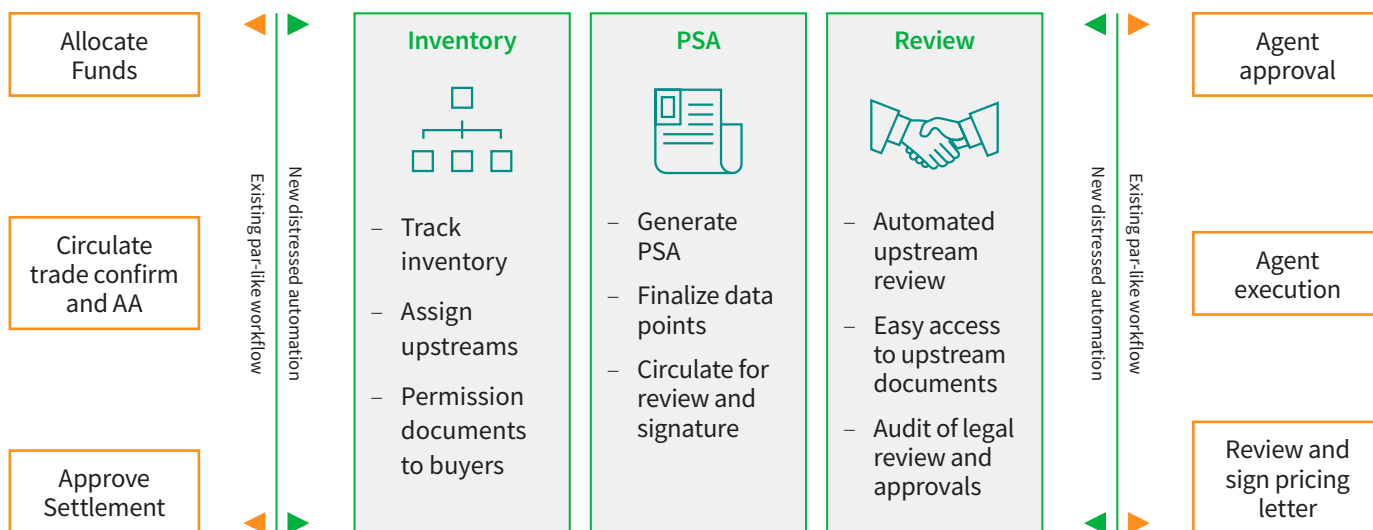 Allocate
Funds
Circulate
trade confirm
and AA
Approve
Settlement
Existing par-like workflow
New distressed automation
Inventory
– Track
inventory
– Assign
upstreams
– Permission
documents
to buyers
PSA
– Generate
PSA
– Finalize data
points
– Circulate for
review and
signature
Review
– Automated
upstream
review
– Easy access
to upstream
documents
– Audit of legal
review and
approvals
New distressed automation
Existing par-like workflow
Agent
approval
Agent
execution
Review and
sign pricing
letter